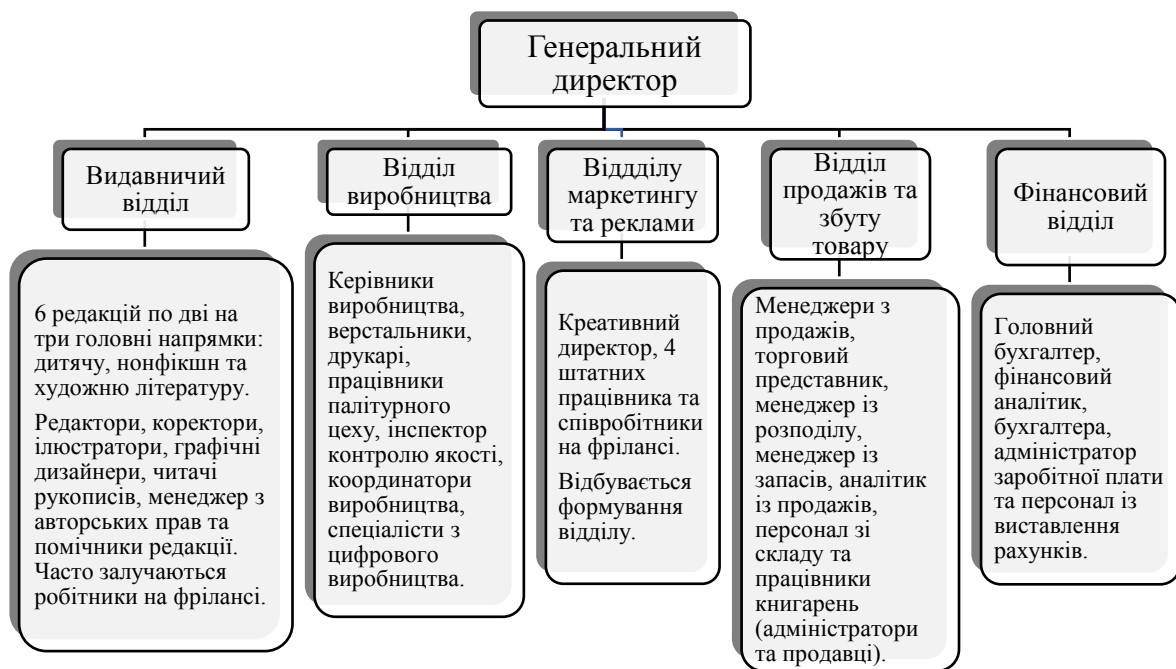 Генеральний
директор
Видавничий
відділ
Відділ
виробництва
Віддділу
маркетингу
та реклами
Відділ
продажів та
збуту
товару
Фінансовий
відділ
6 редакцій по дві на
три головні напрямки:
дитячу, нонфікшн та
художню літературу.
Редактори, коректори,
ілюстратори, графічні
дизайнери, читачі
рукописів, менеджер з
авторських прав та
помічники редакції.
Часто залучаються
робітники на фрілансі.
Керівники
виробництва,
верстальники,
друкарі,
працівники
палітурного
цеху, інспектор
контролю якості,
координатори
виробництва,
спеціалісти з
цифрового
виробництва.
Креативний
директор, 4
штатних
працівника та
співробітники
на фрілансі.
Відбувається
формування
відділу.
Менеджери з
продажів,
торговий
представник,
менеджер із
розподілу,
менеджер із
запасів, аналітик
із продажів,
персонал зі
складу та
працівники
книгарень
(адміністратори
та продавці).
Головний
бухгалтер,
фінансовий
аналітик,
бухгалтера,
адміністратор
заробітної плати
та персонал із
виставлення
рахунків.